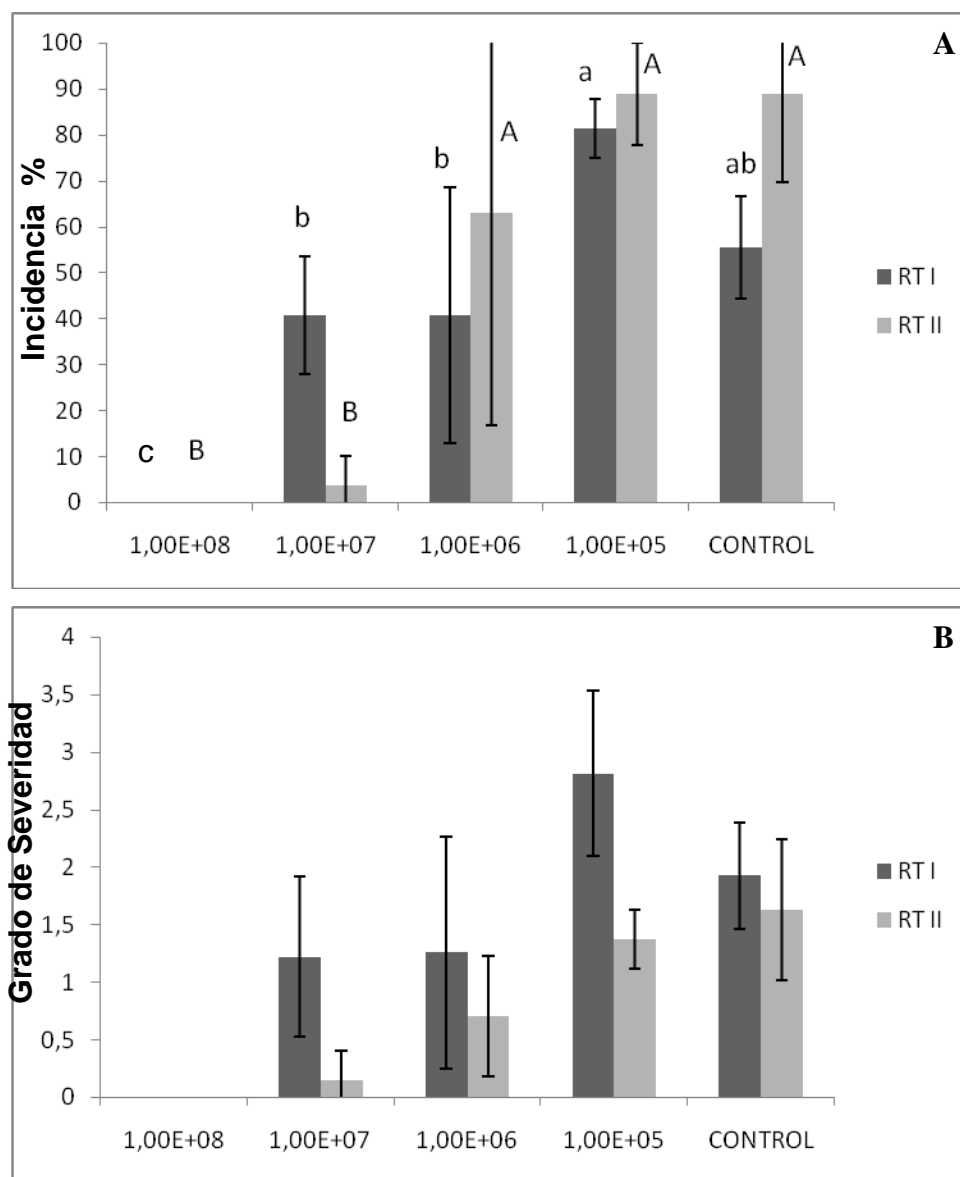 A
Incidencia %
100
90
80
70
60
50
40
30
20
10
0
c B
b B
b A
a A
ab A
1,00E+08 1,00E+07 1,00E+06 1,00E+05 CONTROL
RT I
RT II
B
Grado de Severidad
4
3,5
3
2,5
2
1,5
1
0,5
0
1,00E+08 1,00E+07 1,00E+06 1,00E+05 CONTROL
RT I
RT II